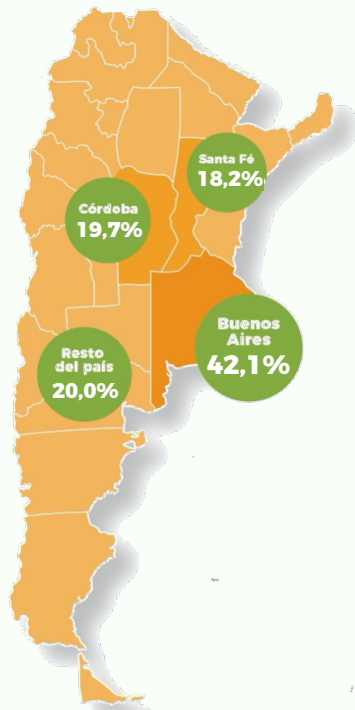 Santa Fé
18,2%
Córdoba
19,7%
Buenos
Aires
42,1%
Resto
del país
20,0%